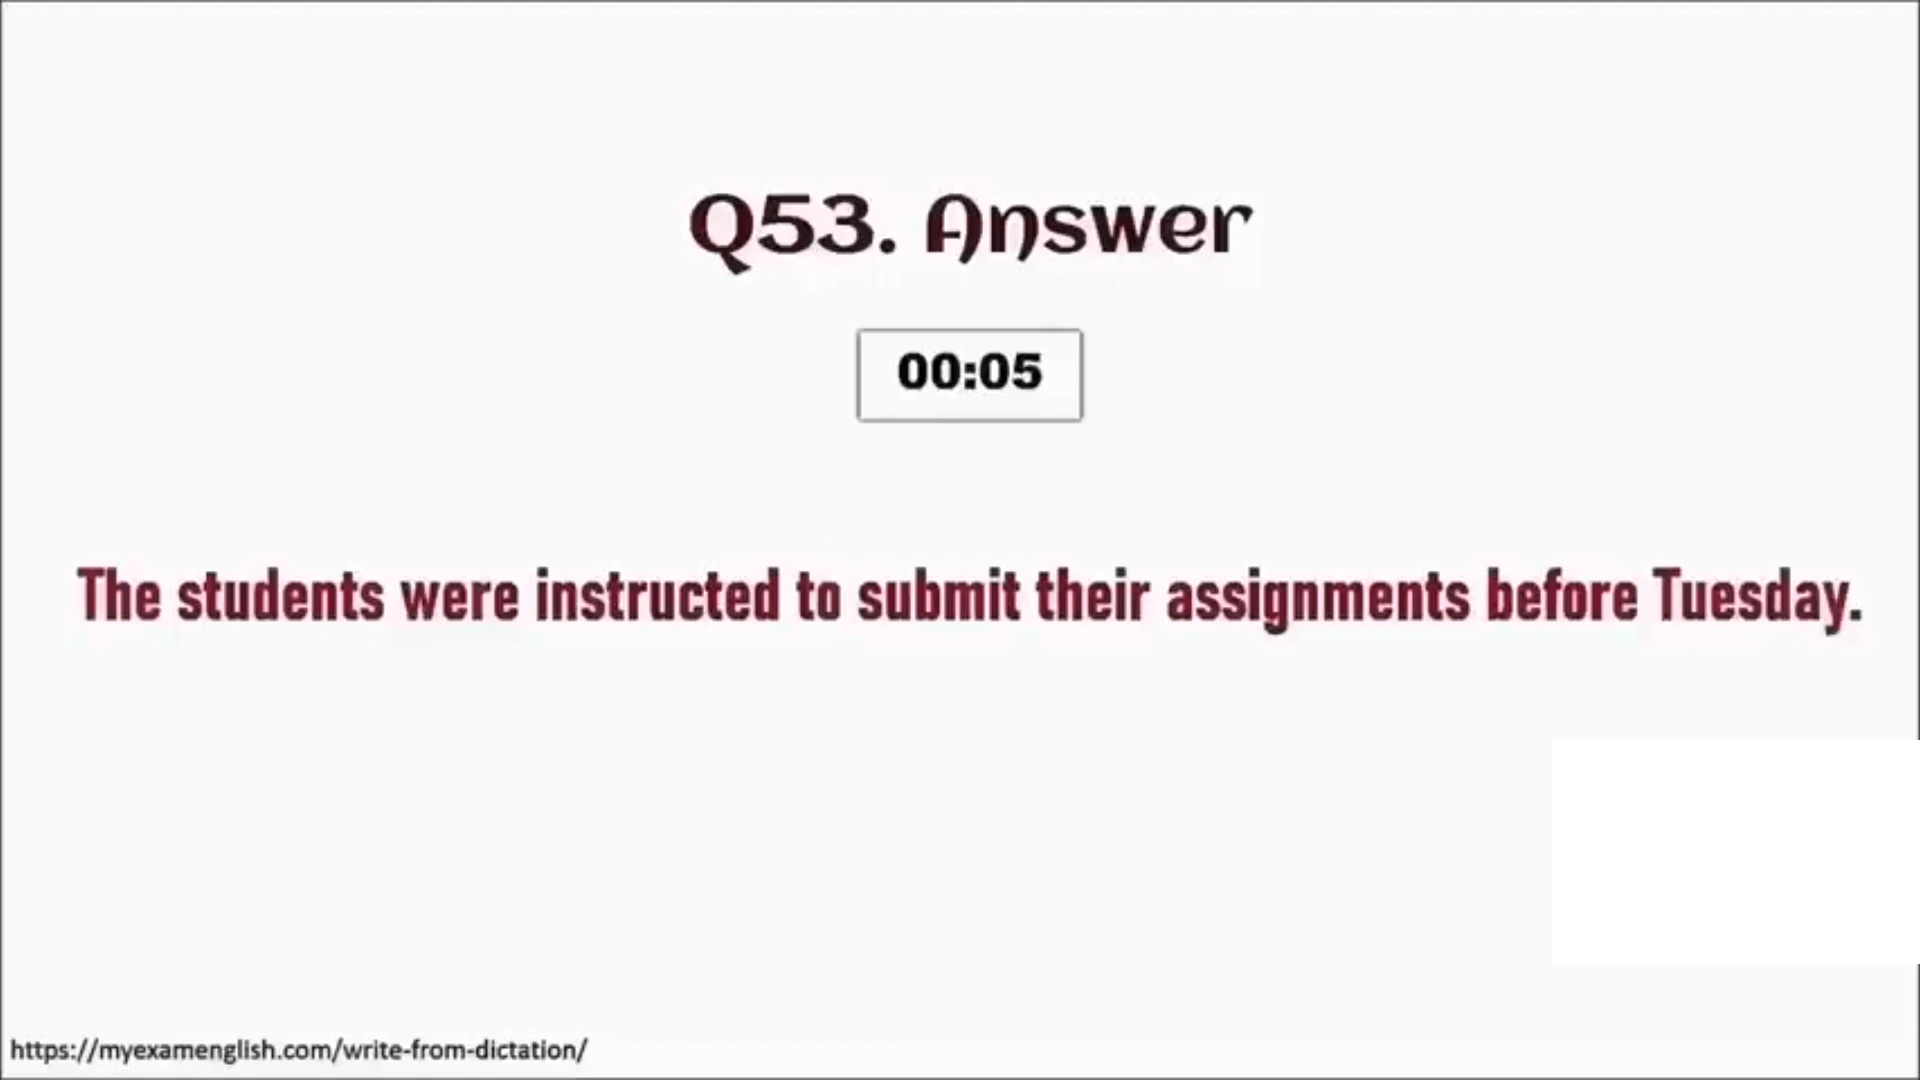 Q53. Answer
00:05
The students were instructed to submit their assignments before Tuesday.
https://myexamenglish.com/write-from-dictation/